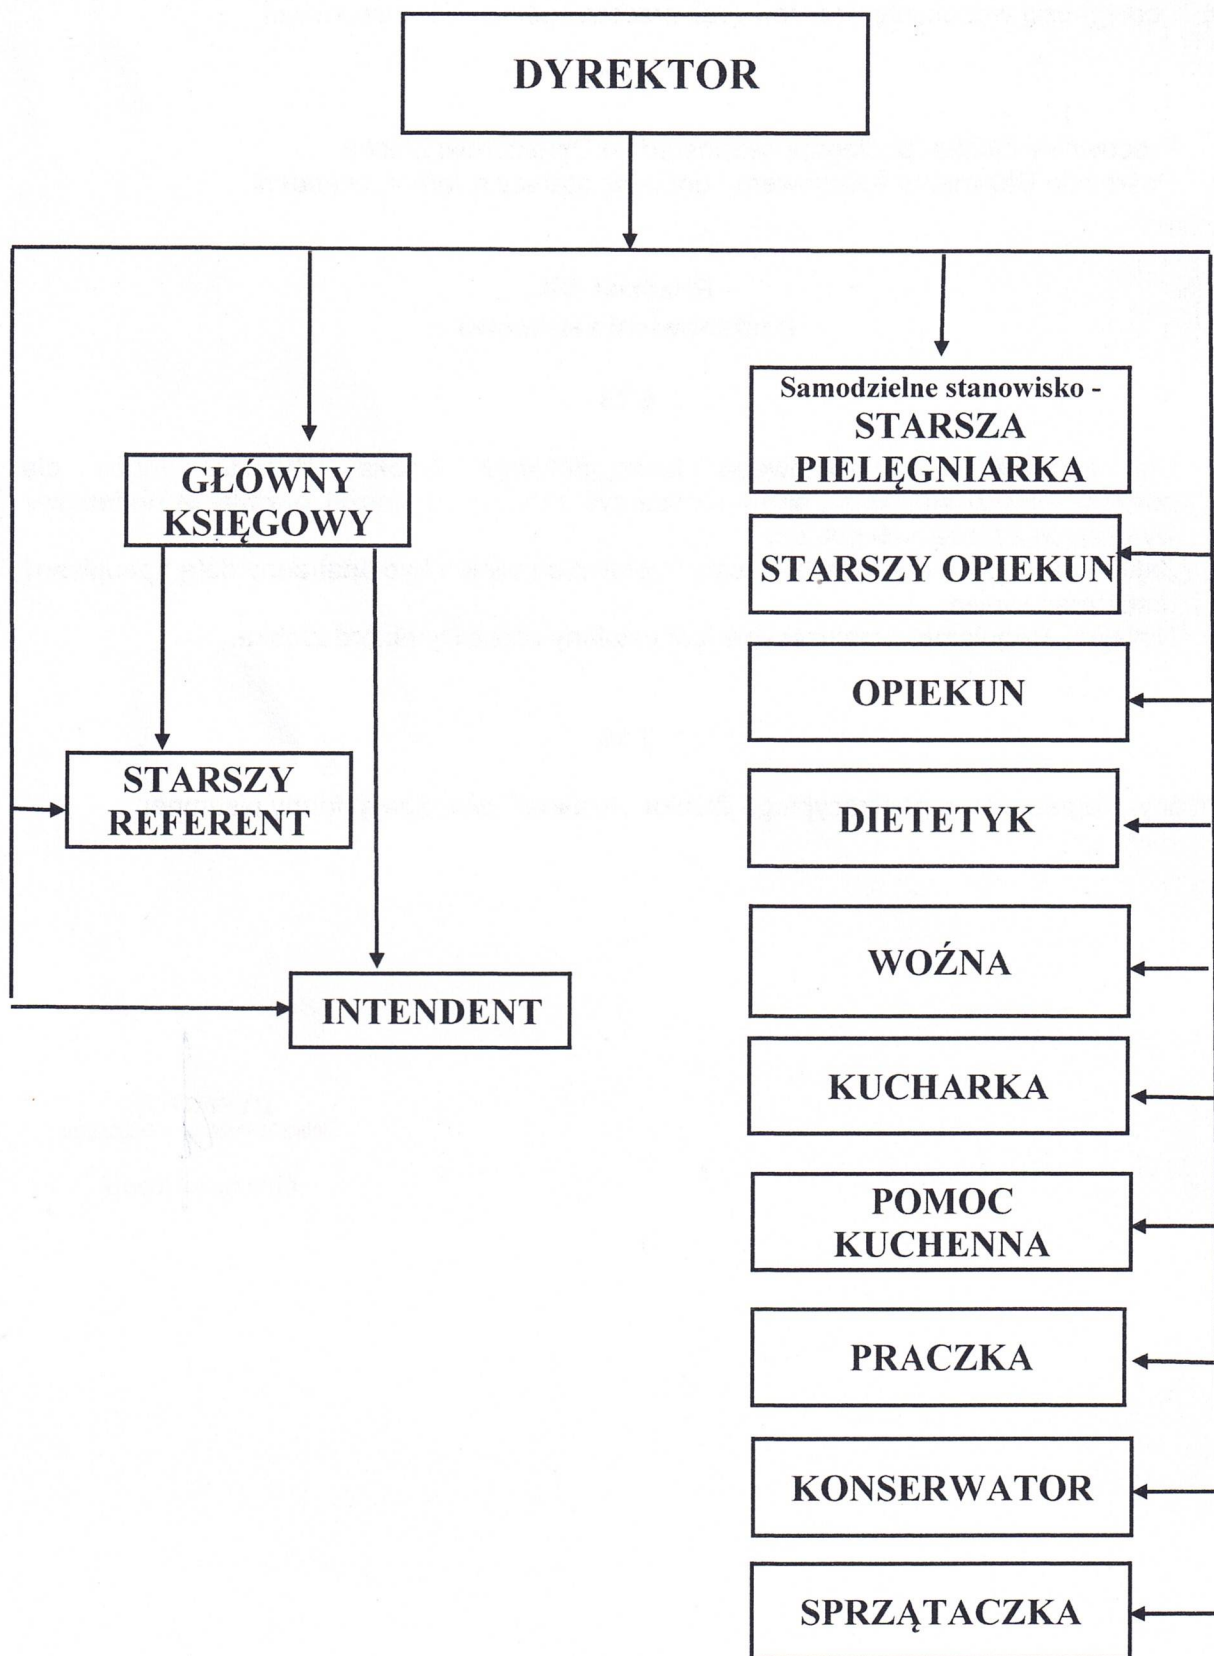 DYREKTOR
GŁÓWNY
KSIĘGOWY
STARSZY
REFERENT
INTENDENT
Samodzielne stanowisko -
STARSZA
PIELĘGNIARKA
STARSZY OPIEKUN
OPIEKUN
DIETETYK
WOŹNA
KUCHARKA
POMOC
KUCHENNA
PRACZKA
KONSERWATOR
SPRZĄTACZKA